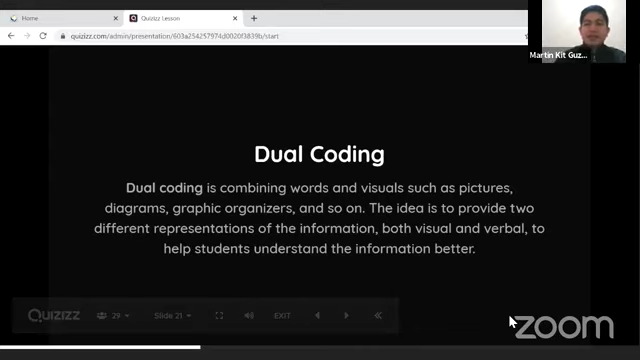 Home
Quizizz Lesson
quizizz.com/admin/presentation/603a254257974d0020f3839b/start
Martin Kit Guz...
Dual Coding
Dual coding is combining words and visuals such as pictures,
diagrams, graphic organizers, and so on. The idea is to provide two
different representations of the information, both visual and verbal, to
help students understand the information better.
Quizizz
29
Slide 21
EXIT
zoom